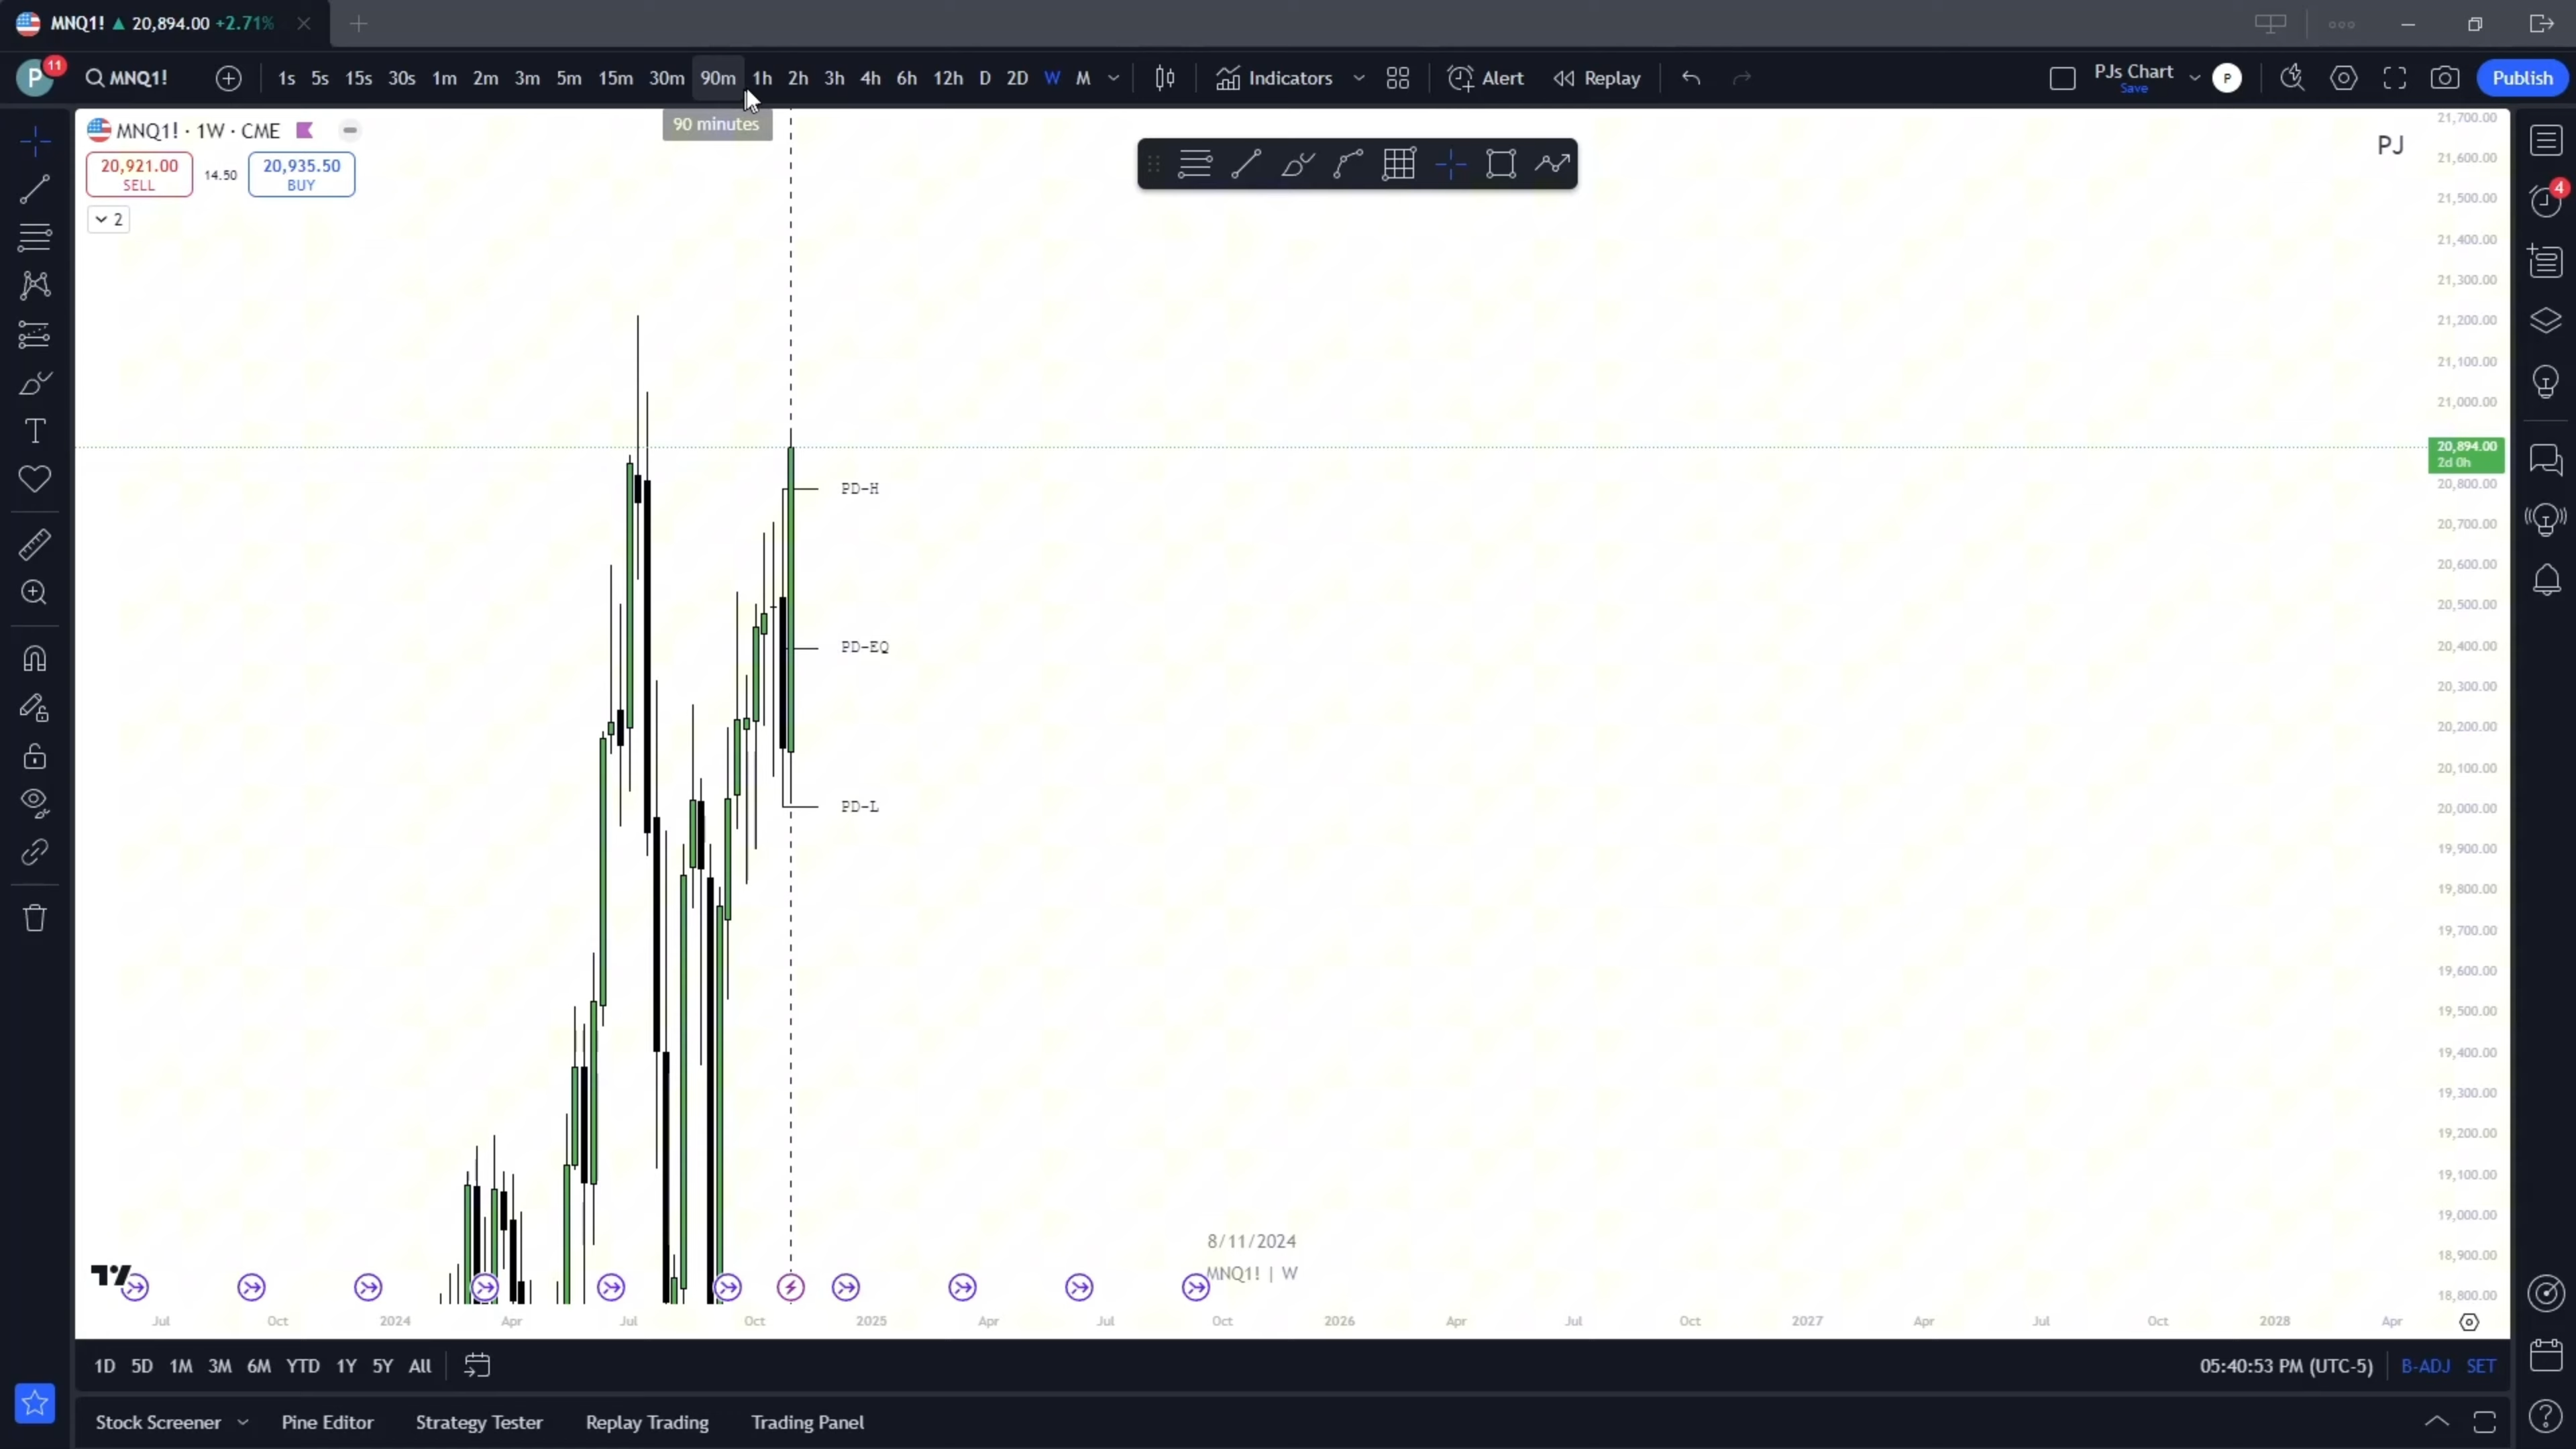 MNQ1! ▲ 20,894.00 +2.71%
P 11 MNQ1! 1s 5s 15s 30s 1m 2m 3m 5m 15m 30m 90m 1h 2h 3h 4h 6h 12h D 2D W M Indicators Alert Replay PJs Chart Save P Publish
90 minutes
MNQ1! · 1W · CME
20,921.00 SELL 14.50 20,935.50 BUY
2
PJ
4
PD-H
PD-EQ
PD-L
21,700.00
21,600.00
21,500.00
21,400.00
21,300.00
21,200.00
21,100.00
21,000.00
20,894.00
2d 0h
20,800.00
20,700.00
20,600.00
20,500.00
20,400.00
20,300.00
20,200.00
20,100.00
20,000.00
19,900.00
19,800.00
19,700.00
19,600.00
19,500.00
19,400.00
19,300.00
19,200.00
19,100.00
19,000.00
18,900.00
18,800.00
8/11/2024
MNQ1! | W
Jul Oct 2024 Apr Jul Oct 2025 Apr Jul Oct 2026 Apr Jul Oct 2027 Apr Jul Oct 2028 Apr
1D 5D 1M 3M 6M YTD 1Y 5Y All 05:40:53 PM (UTC-5) B-ADJ SET
Stock Screener Pine Editor Strategy Tester Replay Trading Trading Panel